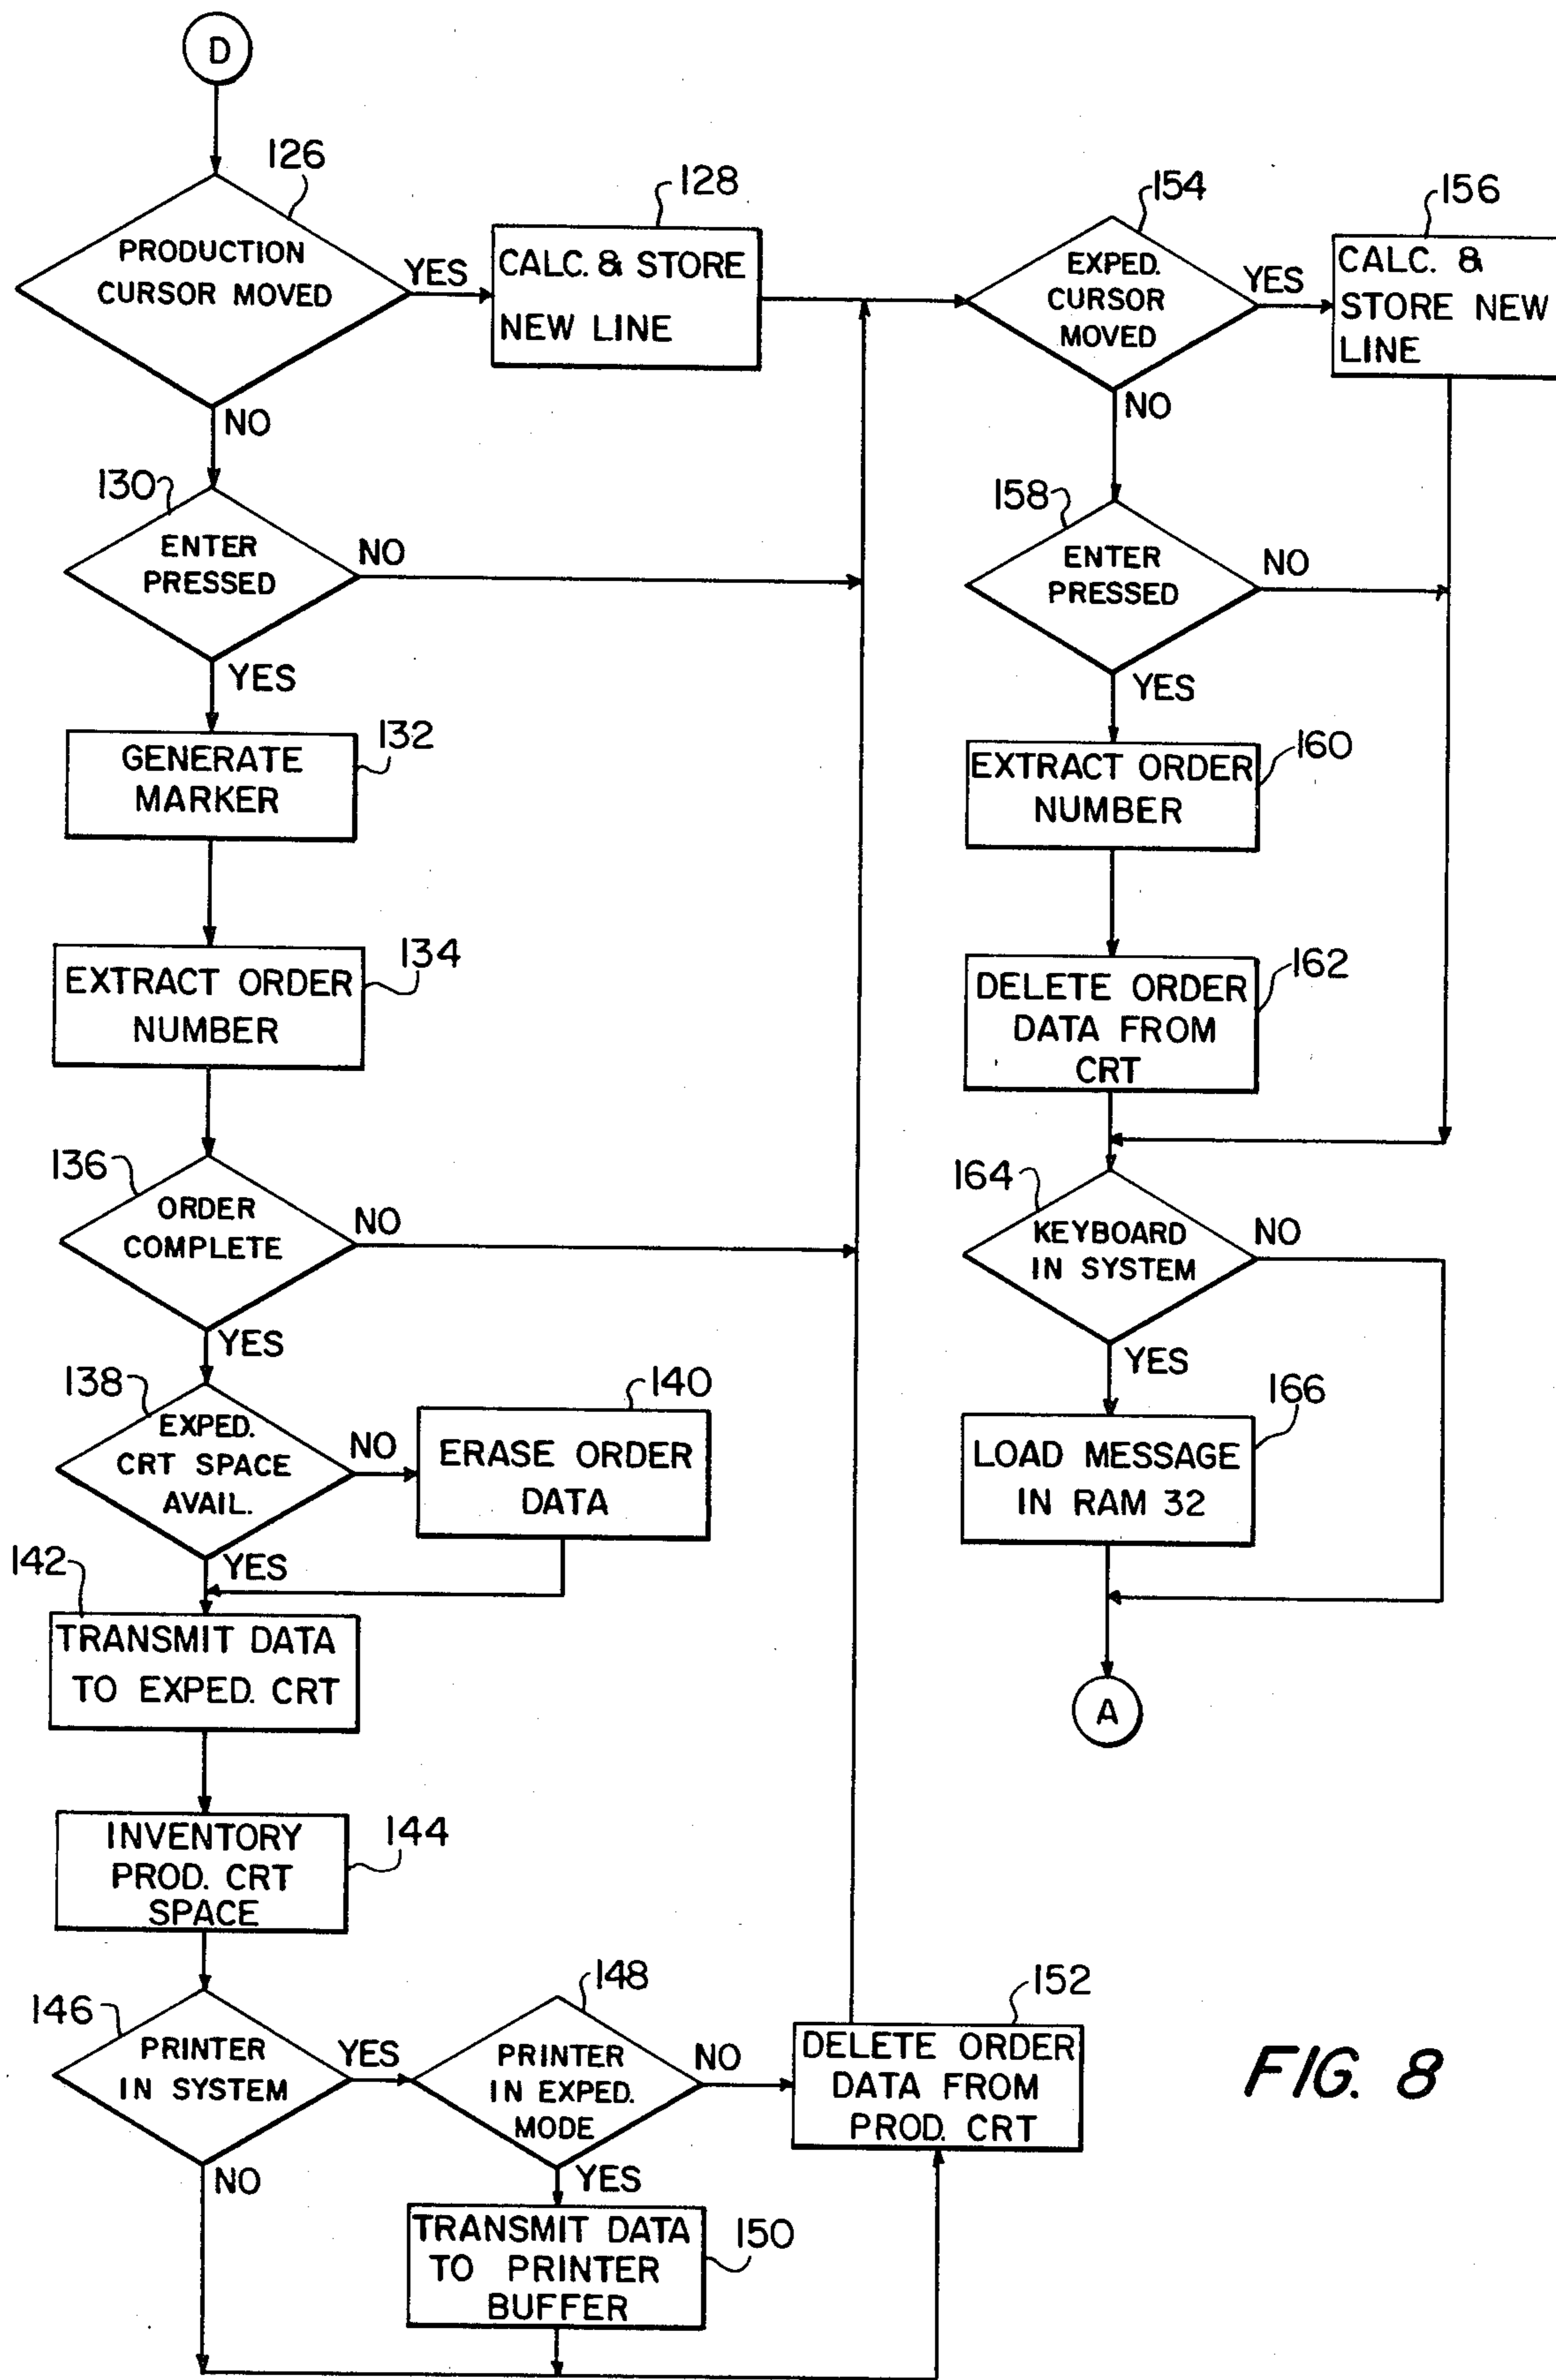 D
126
PRODUCTION
CURSOR MOVED
YES
NO
128
CALC. & STORE
NEW LINE
130
ENTER
PRESSED
NO
YES
132
GENERATE
MARKER
134
EXTRACT ORDER
NUMBER
136
ORDER
COMPLETE
NO
YES
138
EXPED.
CRT SPACE
AVAIL.
NO
YES
140
ERASE ORDER
DATA
142
TRANSMIT DATA
TO EXPED. CRT
144
INVENTORY
PROD. CRT
SPACE
146
PRINTER
IN SYSTEM
YES
NO
148
PRINTER
IN EXPED.
MODE
NO
YES
150
TRANSMIT DATA
TO PRINTER
BUFFER
152
DELETE ORDER
DATA FROM
PROD. CRT
154
EXPED.
CURSOR
MOVED
YES
NO
156
CALC. &
STORE NEW
LINE
158
ENTER
PRESSED
NO
YES
160
EXTRACT ORDER
NUMBER
162
DELETE ORDER
DATA FROM
CRT
164
KEYBOARD
IN SYSTEM
NO
YES
166
LOAD MESSAGE
IN RAM 32
A
FIG. 8